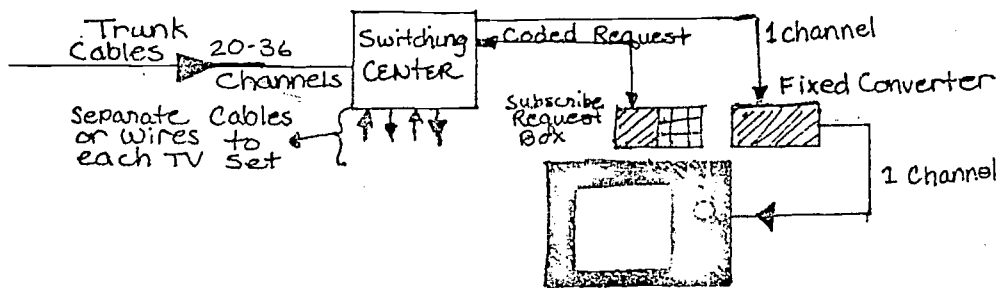 Trunk
Cables
20-36
Channels
Switching
CENTER
Coded Request
1 channel
Fixed Converter
Subscribe
Request
Box
Separate Cables
or wires to
each TV Set
1 Channel